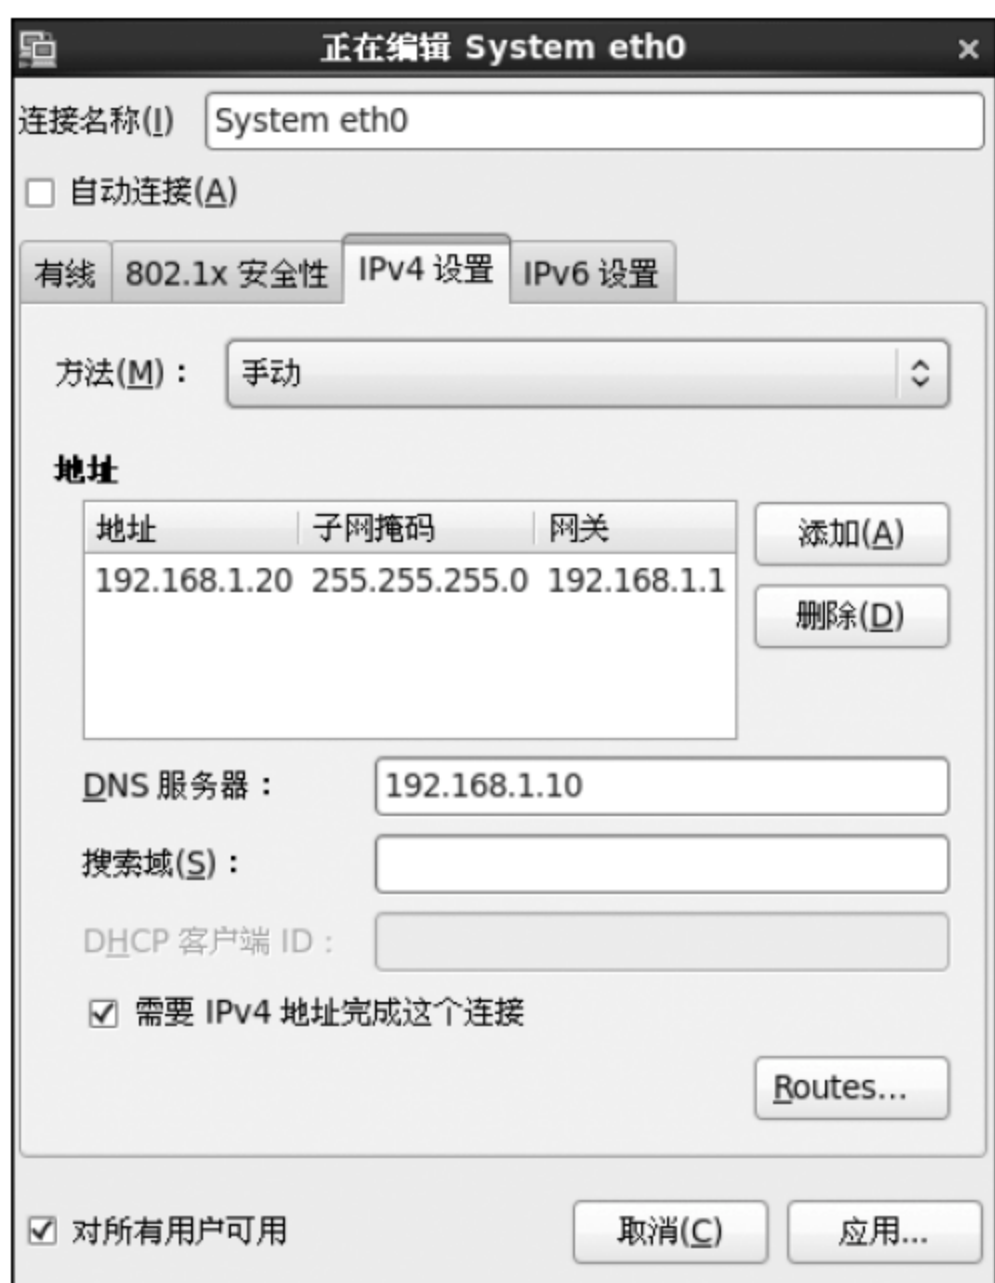 正在编辑 System eth0
连接名称(I) System eth0
自动连接(A)
有线 802.1x 安全性 IPv4 设置 IPv6 设置
方法(M)： 手动
地址
地址 子网掩码 网关 添加(A)
192.168.1.20 255.255.255.0 192.168.1.1
删除(D)
DNS 服务器： 192.168.1.10
搜索域(S)：
DHCP 客户端 ID：
需要 IPv4 地址完成这个连接
Routes...
对所有用户可用 取消(C) 应用...